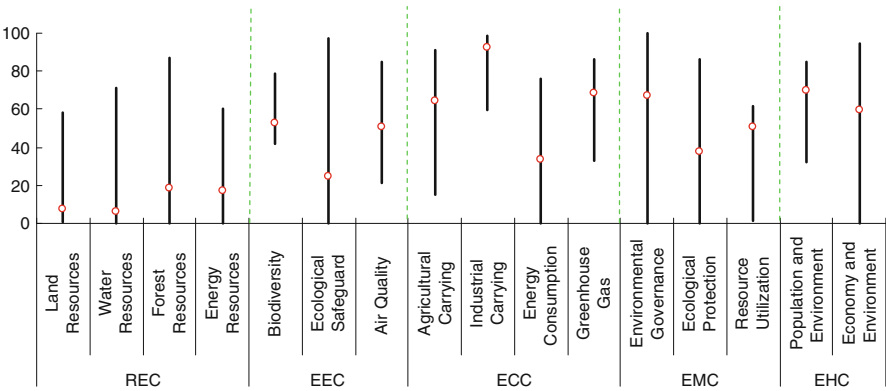 100
80
60
40
20
0
Land
Resources
Water
Resources
Forest
Resources
Energy
Resources
Biodiversity
Ecological
Safeguard
Air Quality
Agricultural
Carrying
Industrial
Carrying
Energy
Consumption
Greenhouse
Gas
Environmental
Governance
Ecological
Protection
Resource
Utilization
Population and
Environment
Economy and
Environment
REC
EEC
ECC
EMC
EHC